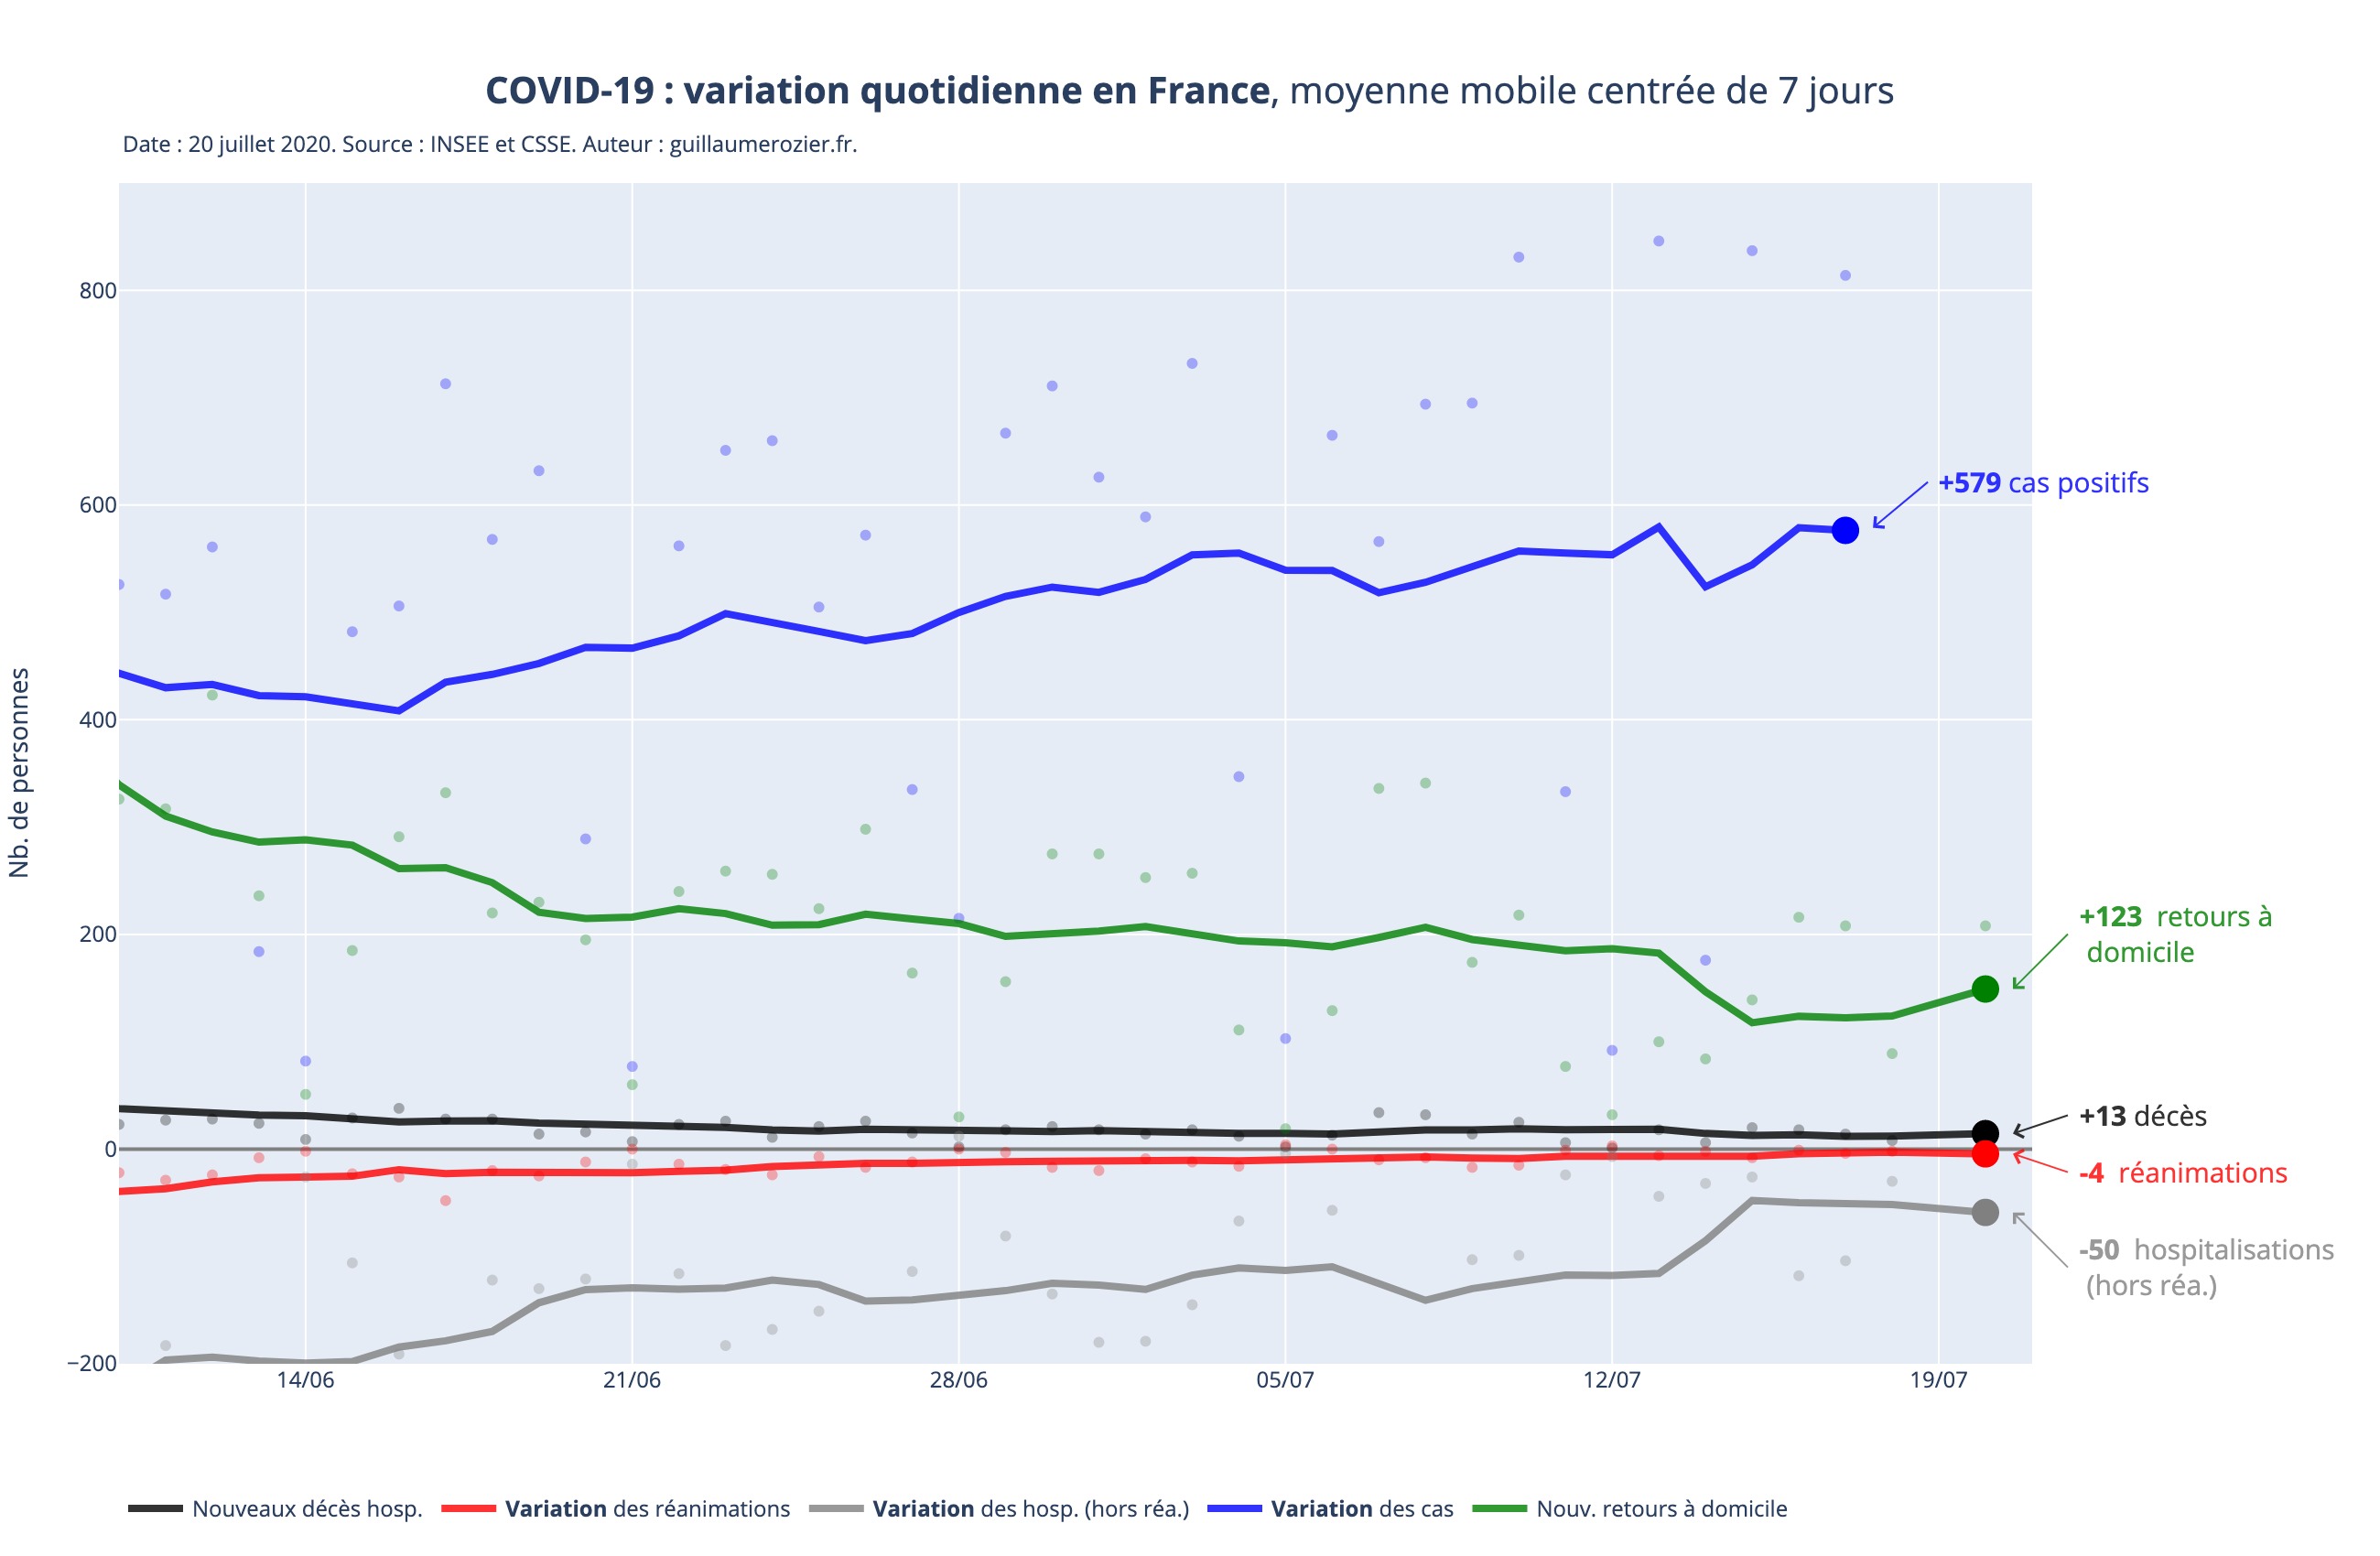 COVID-19 : variation quotidienne en France, moyenne mobile centrée de 7 jours
Date : 20 juillet 2020. Source : INSEE et CSSE. Auteur : guillaumerozier.fr.
Nb. de personnes
800
600
400
200
0
−200
14/06
21/06
28/06
05/07
12/07
19/07
+579 cas positifs
+123 retours à
domicile
+13 décès
-4 réanimations
-50 hospitalisations
(hors réa.)
Nouveaux décès hosp.
Variation des réanimations
Variation des hosp. (hors réa.)
Variation des cas
Nouv. retours à domicile